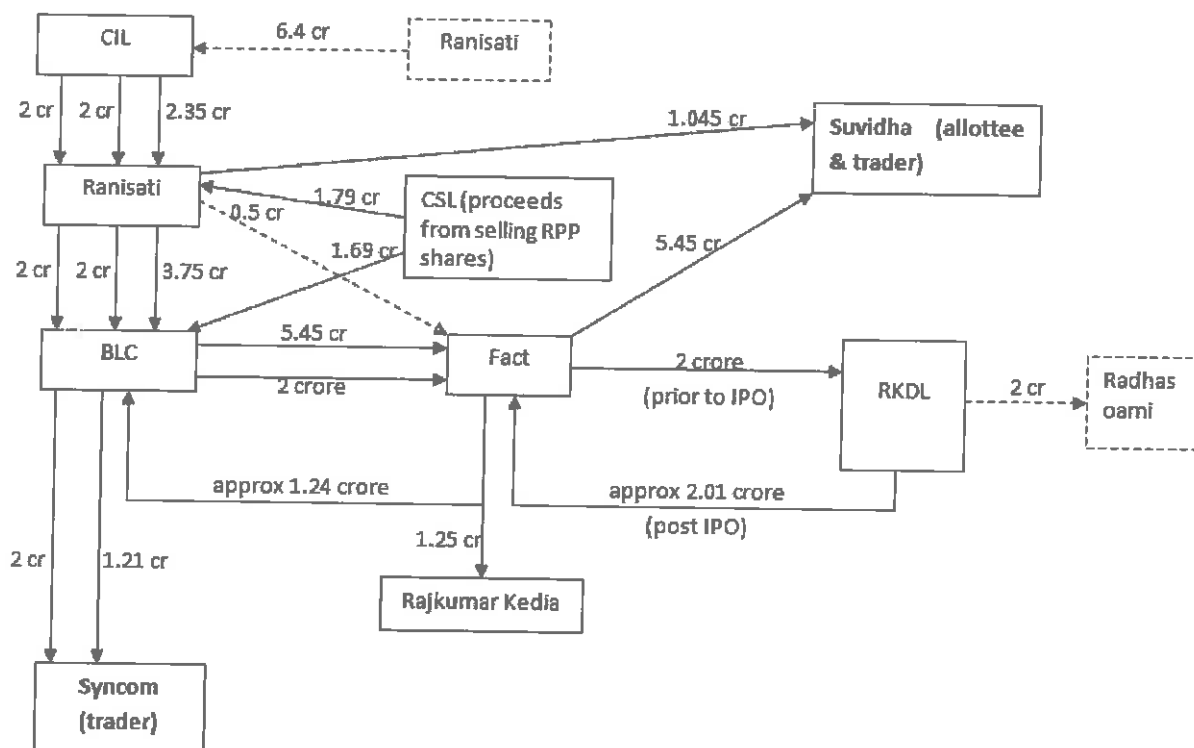 CIL
6.4 cr
Ranisati
2 cr
2 cr
2.35 cr
1.045 cr
Suvidha (allottee
& trader)
Ranisati
1.79 cr
0.5 cr
CSL (proceeds
from selling RPP
shares)
1.69 cr
5.45 cr
2 cr
2 cr
3.75 cr
BLC
5.45 cr
2 crore
Fact
2 crore
(prior to IPO)
RKDL
2 cr
Radhas
oami
approx 1.24 crore
approx 2.01 crore
(post IPO)
1.25 cr
2 cr
1.21 cr
Rajkumar Kedia
Syncom
(trader)